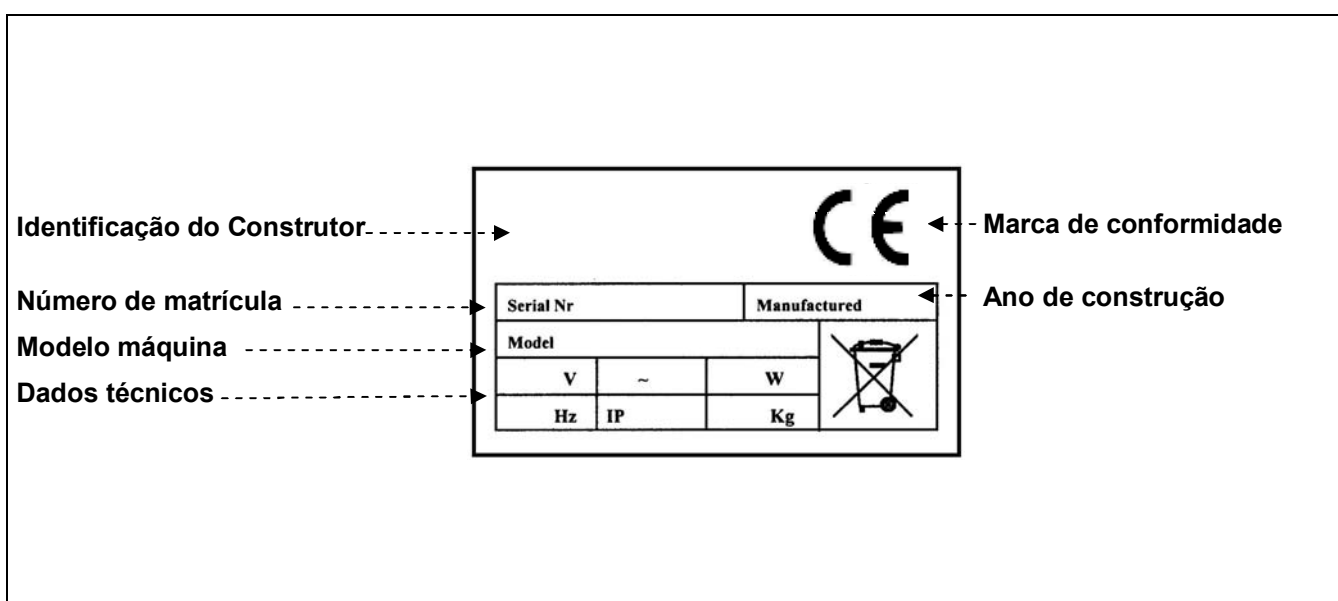 CE
Identificação do Construtor
Marca de conformidade
Número de matrícula
Serial Nr
Manufactured
Ano de construção
Modelo máquina
Model
Dados técnicos
V ~ W
Hz IP Kg